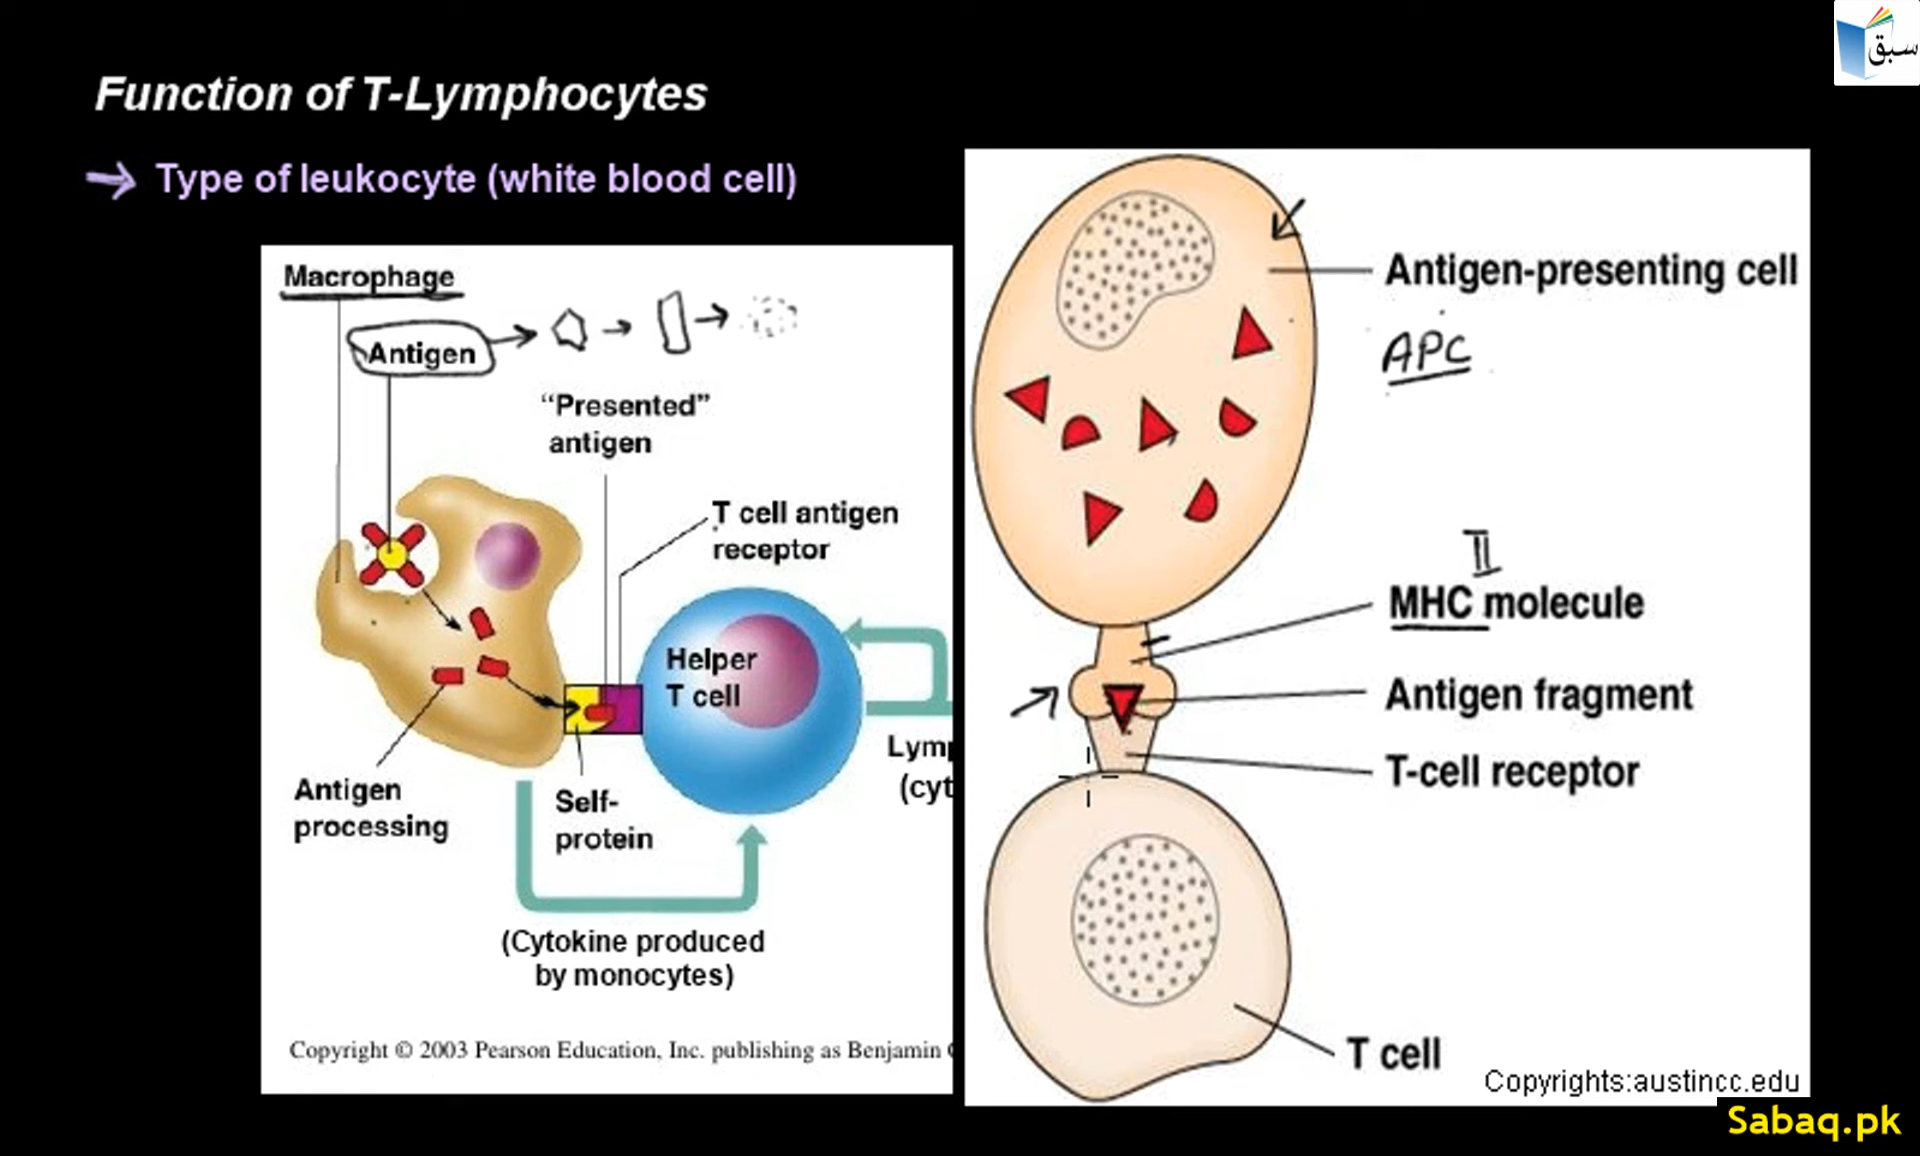 سبق
Function of T-Lymphocytes
Type of leukocyte (white blood cell)
Macrophage
Antigen
"Presented"
antigen
T cell antigen
receptor
Helper
T cell
Lymp
(cyt
Antigen
processing
Self-
protein
(Cytokine produced
by monocytes)
Copyright © 2003 Pearson Education, Inc. publishing as Benjamin
Antigen-presenting cell
APC
II
MHC molecule
Antigen fragment
T-cell receptor
T cell
Copyrights:austincc.edu
Sabaq.pk